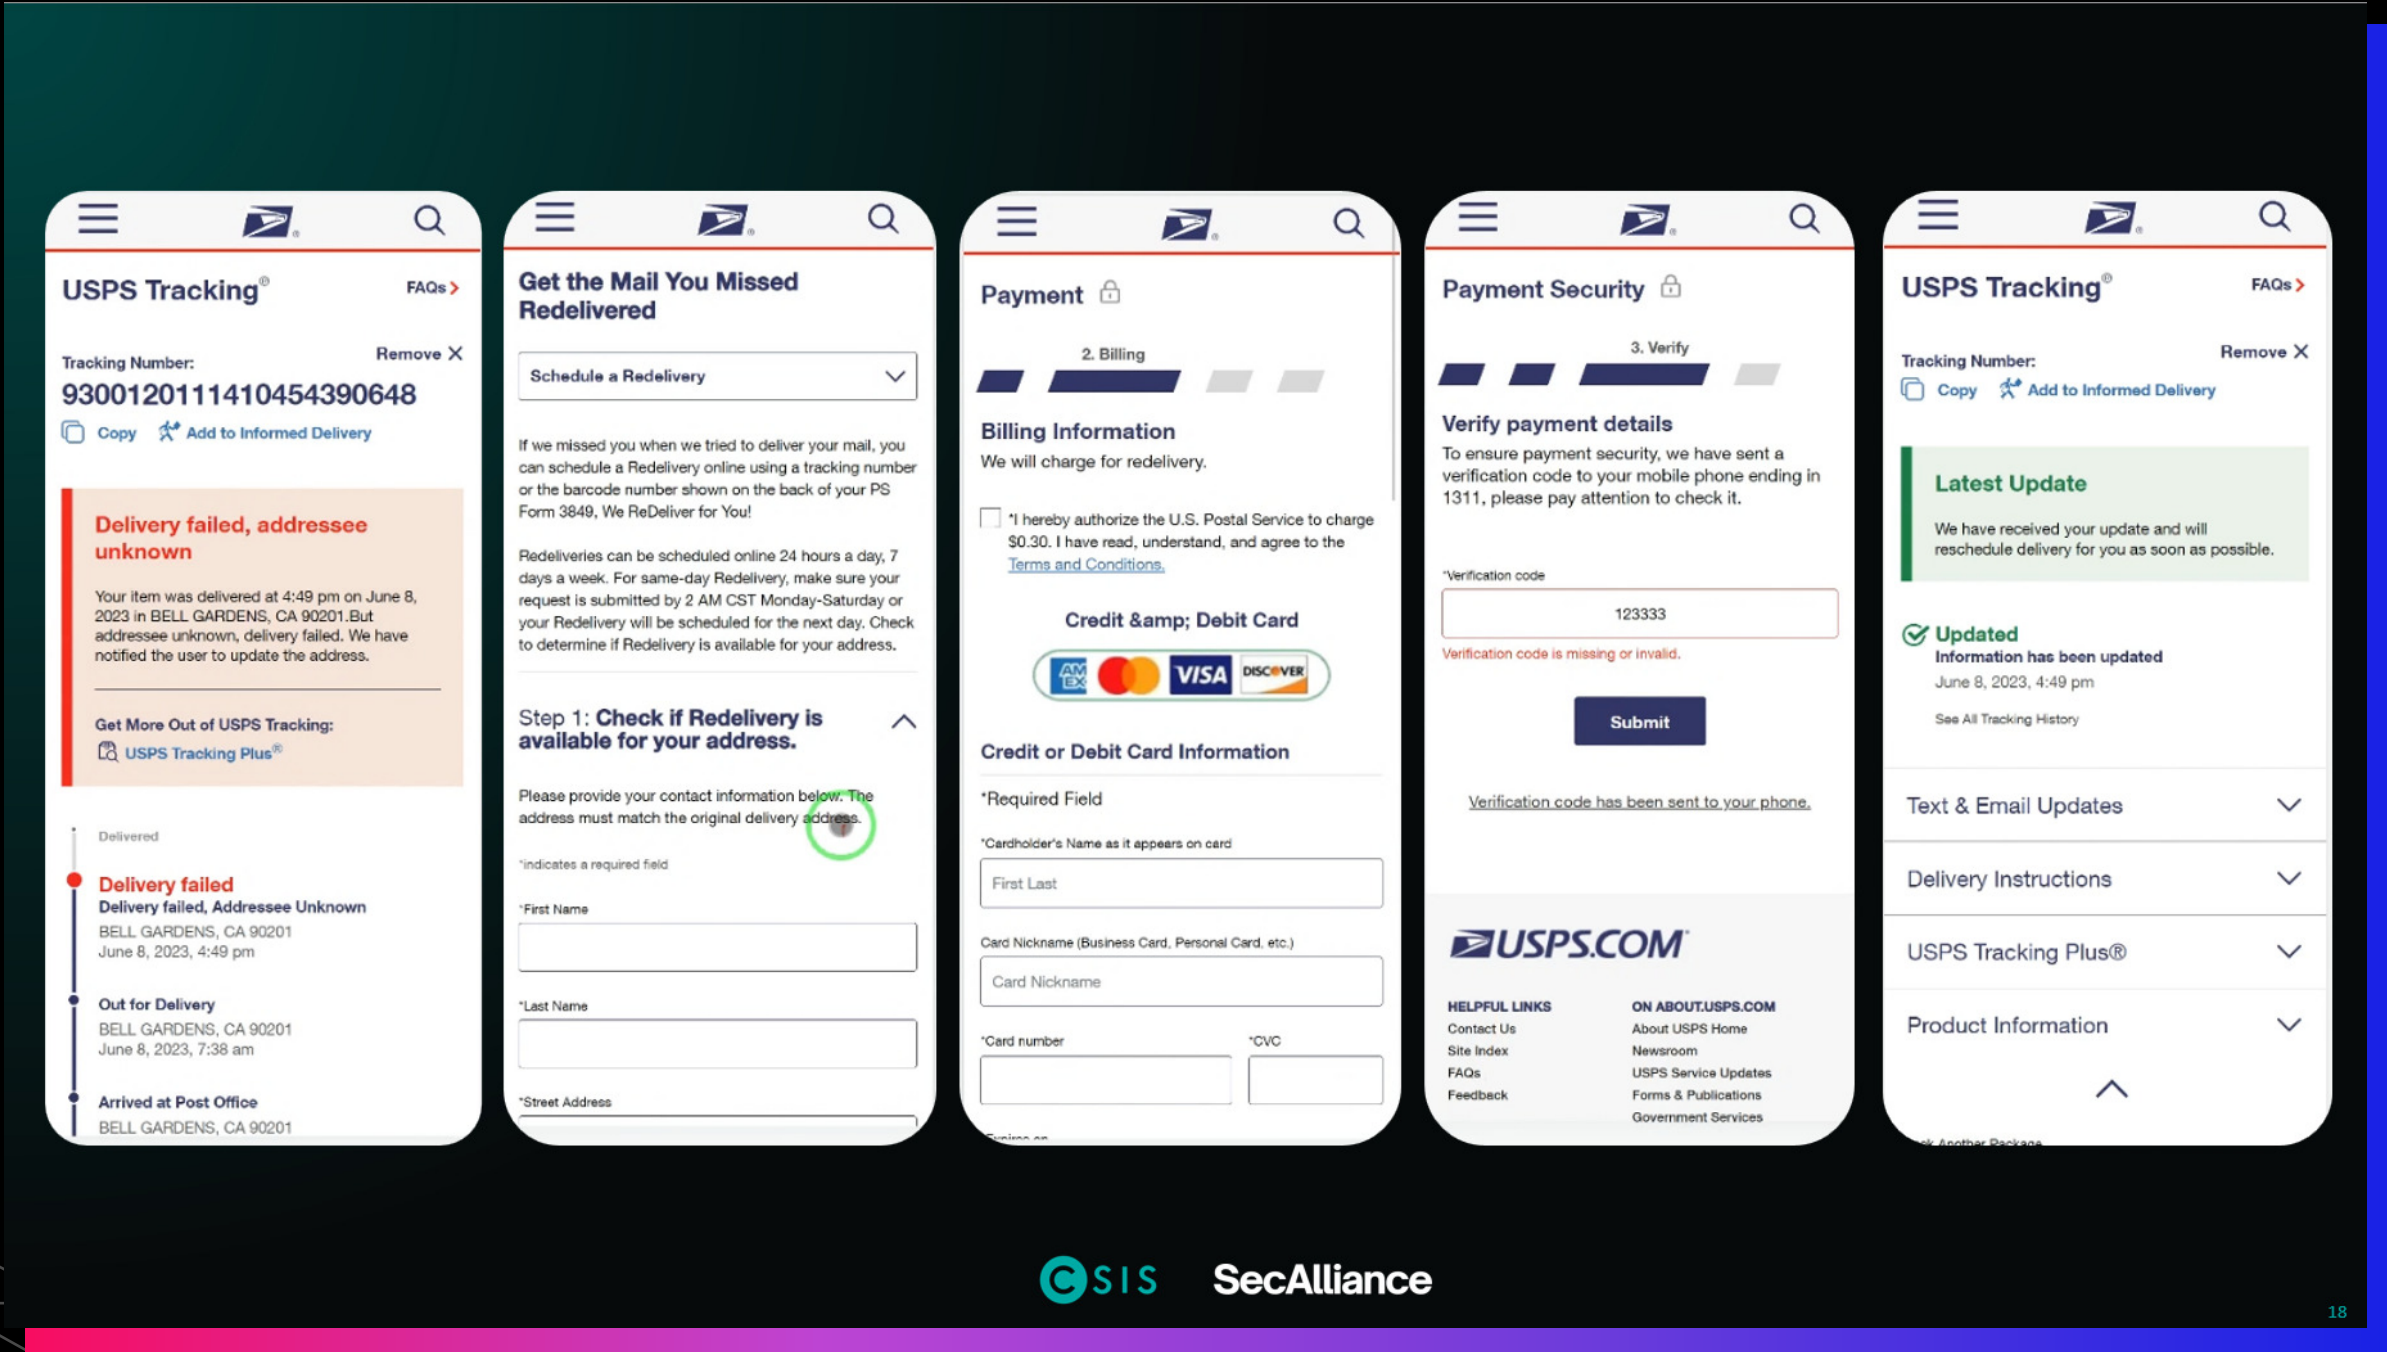 USPS Tracking®
FAQs >
Remove X
Tracking Number:
9300120111410454390648
Copy Add to Informed Delivery
Delivery failed, addressee
unknown
Your item was delivered at 4:49 pm on June 8,
2023 in BELL GARDENS, CA 90201.But
addressee unknown, delivery failed. We have
notified the user to update the address.
Get More Out of USPS Tracking:
USPS Tracking Plus®
Delivered
Delivery failed
Delivery failed, Addressee Unknown
BELL GARDENS, CA 90201
June 8, 2023, 4:49 pm
Out for Delivery
BELL GARDENS, CA 90201
June 8, 2023, 7:38 am
Arrived at Post Office
BELL GARDENS, CA 90201
Get the Mail You Missed
Redelivered
Schedule a Redelivery
If we missed you when we tried to deliver your mail, you
can schedule a Redelivery online using a tracking number
or the barcode number shown on the back of your PS
Form 3849, We ReDeliver for You!
Redeliveries can be scheduled online 24 hours a day, 7
days a week. For same-day Redelivery, make sure your
request is submitted by 2 AM CST Monday-Saturday or
your Redelivery will be scheduled for the next day. Check
to determine if Redelivery is available for your address.
Step 1: Check if Redelivery is
available for your address.
Please provide your contact information below. The
address must match the original delivery address.
*indicates a required field
*First Name
*Last Name
*Street Address
Payment
2. Billing
Billing Information
We will charge for redelivery.
*I hereby authorize the U.S. Postal Service to charge
$0.30. I have read, understand, and agree to the
Terms and Conditions.
Credit &amp; Debit Card
AM EX VISA DISCOVER
Credit or Debit Card Information
*Required Field
*Cardholder's Name as it appears on card
First Last
Card Nickname (Business Card, Personal Card, etc.)
Card Nickname
*Card number *CVC
*Expires on
Payment Security
3. Verify
Verify payment details
To ensure payment security, we have sent a
verification code to your mobile phone ending in
1311, please pay attention to check it.
*Verification code
123333
Verification code is missing or invalid.
Submit
Verification code has been sent to your phone.
USPS.COM®
HELPFUL LINKS
Contact Us
Site Index
FAQs
Feedback
ON ABOUT.USPS.COM
About USPS Home
Newsroom
USPS Service Updates
Forms & Publications
Government Services
USPS Tracking®
FAQs >
Remove X
Tracking Number:
Copy Add to Informed Delivery
Latest Update
We have received your update and will
reschedule delivery for you as soon as possible.
Updated
Information has been updated
June 8, 2023, 4:49 pm
See All Tracking History
Text & Email Updates
Delivery Instructions
USPS Tracking Plus®
Product Information
Another Package
CSIS SecAlliance
18